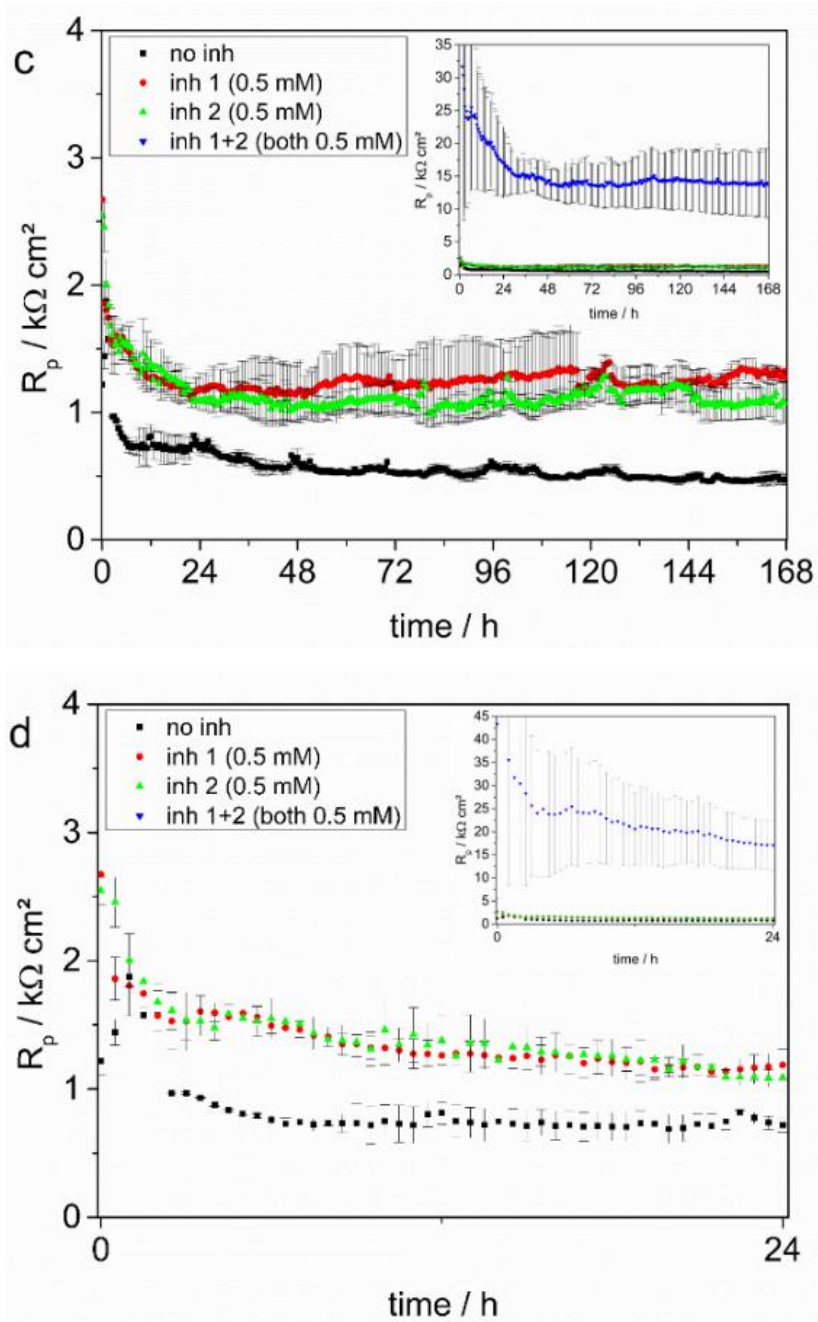 c
no inh
inh 1 (0.5 mM)
inh 2 (0.5 mM)
inh 1+2 (both 0.5 mM)
35
30
25
20
15
10
5
0
Rp / kΩ cm²
0 24 48 72 96 120 144 168
time / h
4
3
2
1
0
Rp / kΩ cm²
0 24 48 72 96 120 144 168
time / h
d
no inh
inh 1 (0.5 mM)
inh 2 (0.5 mM)
inh 1+2 (both 0.5 mM)
45
40
35
30
25
20
15
10
5
0
Rp / kΩ cm²
0 24
time / h
4
3
2
1
0
Rp / kΩ cm²
0 24
time / h